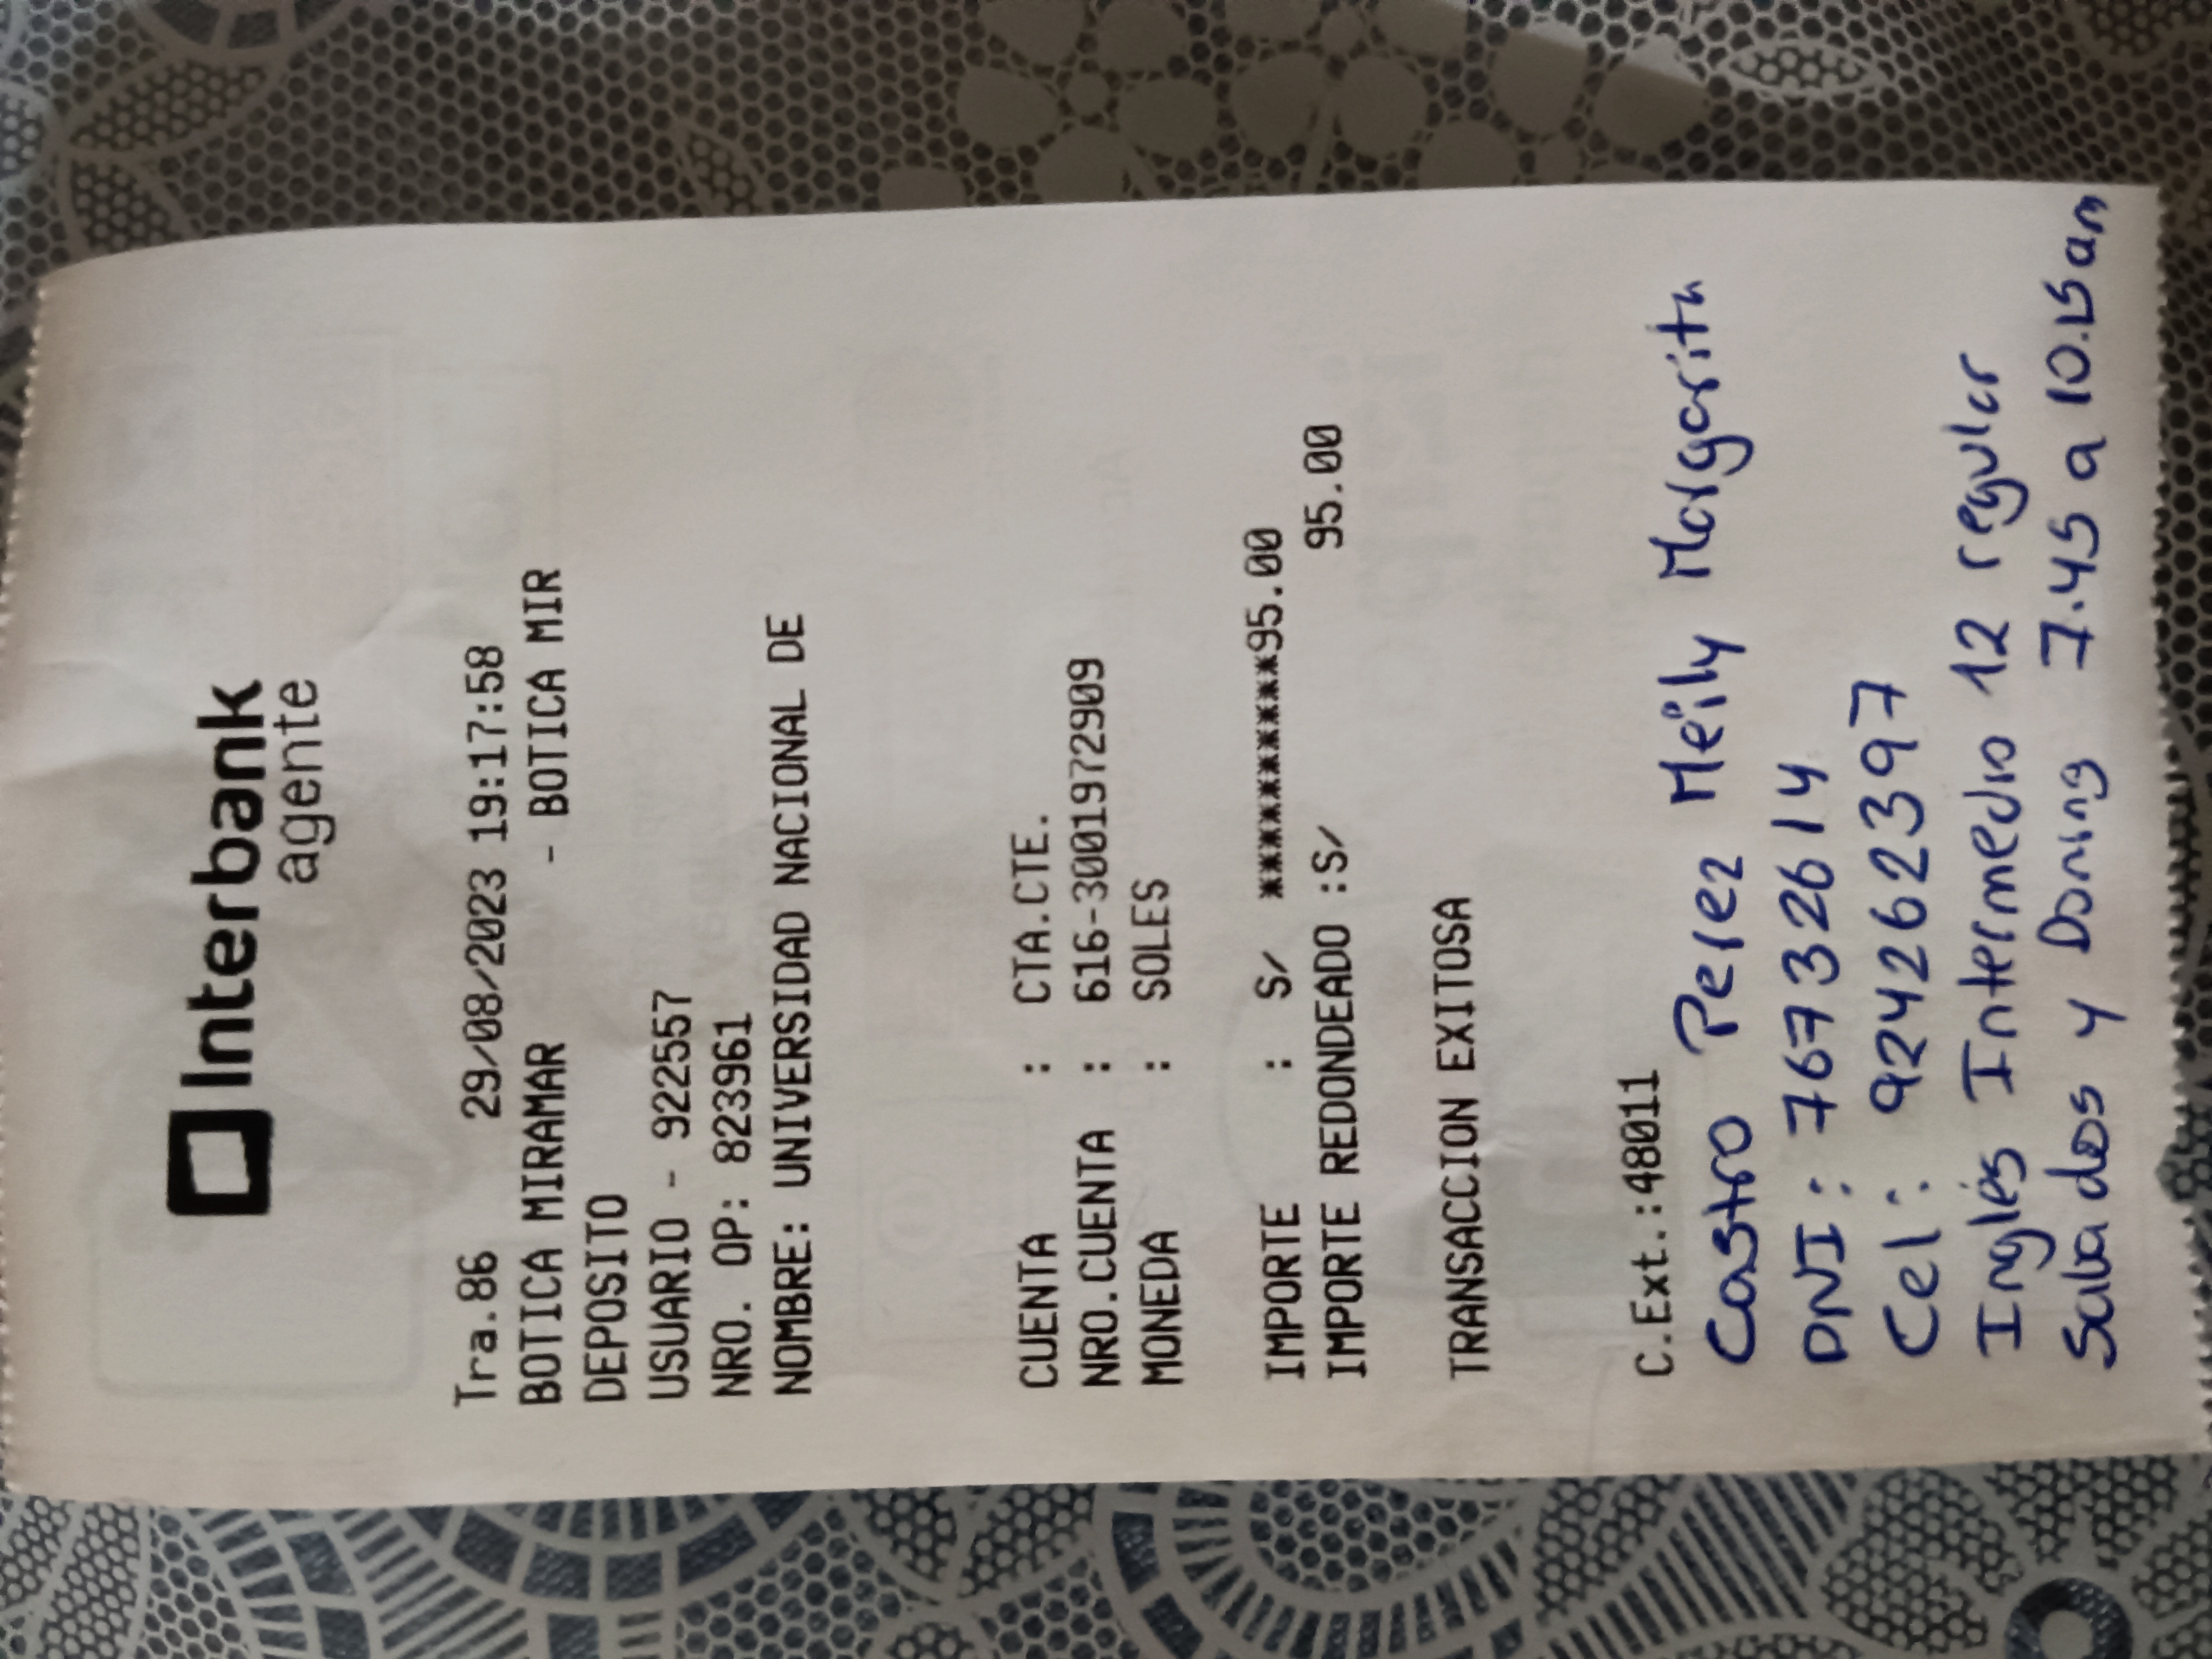 Interbank
agente
Tra.86 29/08/2023 19:17:58
BOTICA MIRAMAR - BOTICA MIR
DEPOSITO
USUARIO - 922557
NRO. OP: 823961
NOMBRE: UNIVERSIDAD NACIONAL DE
CUENTA : CTA.CTE.
NRO.CUENTA : 616-3001972909
MONEDA : SOLES
IMPORTE : S/ ***********95.00
IMPORTE REDONDEADO :S/ 95.00
TRANSACCION EXITOSA
C.Ext.:48011
Castro Perez Meily Margarita
DNI: 76732614
Cel: 924262397
Inglés Intermedio 12 regular
Sabados y Doming 7.45 a 10.15am